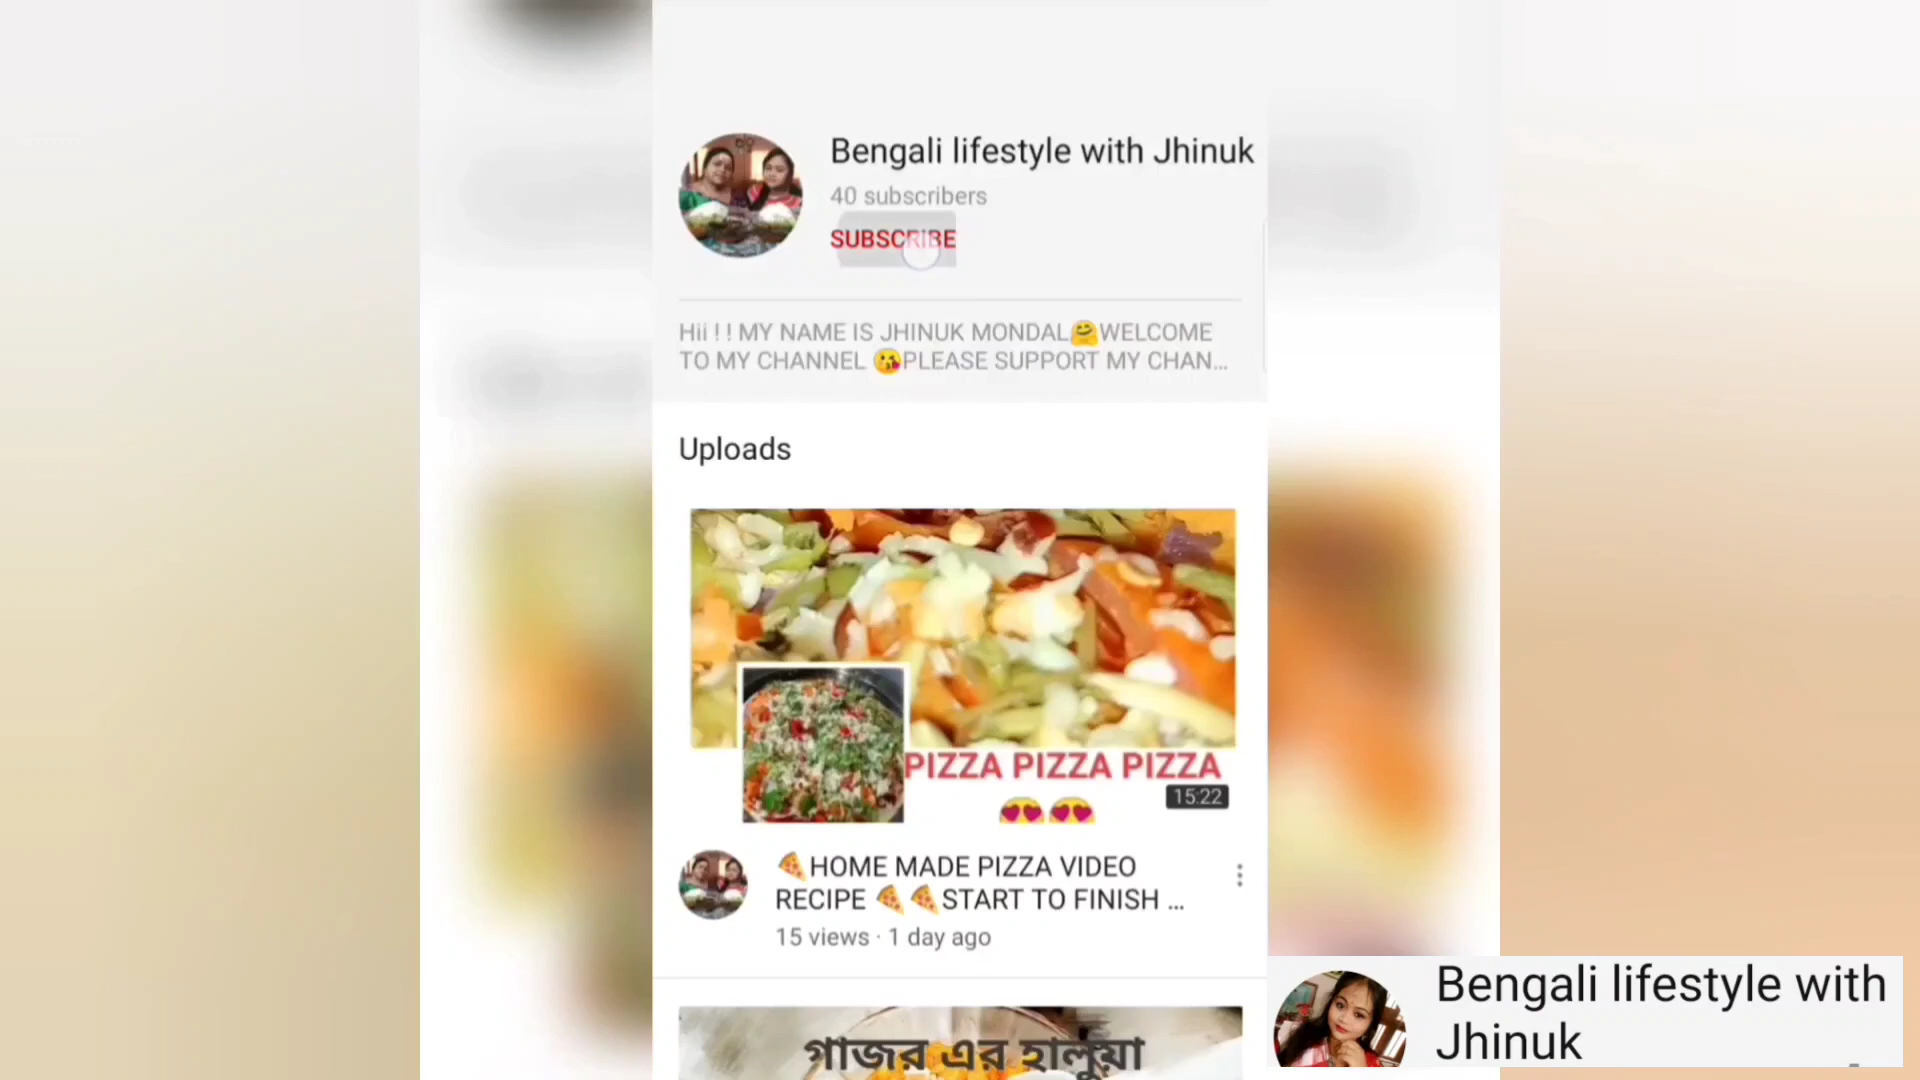 Bengali lifestyle with Jhinuk
40 subscribers
SUBSCRIBE
Hii ! ! MY NAME IS JHINUK MONDAL🤗WELCOME
TO MY CHANNEL 😘PLEASE SUPPORT MY CHAN...
Uploads
PIZZA PIZZA PIZZA
15:22
😍😍
🍕HOME MADE PIZZA VIDEO
RECIPE 🍕🍕START TO FINISH ...
15 views · 1 day ago
গাজর এর হালুয়া
Bengali lifestyle with
Jhinuk